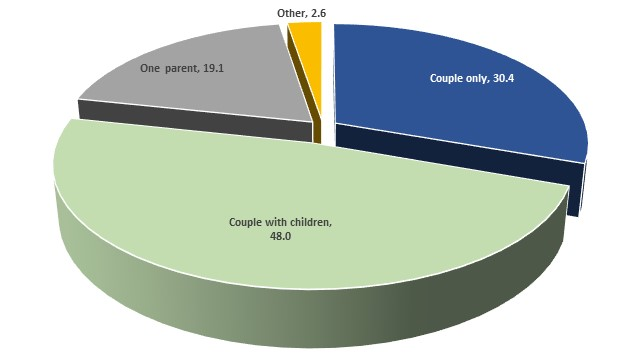 Other, 2.6
One parent, 19.1
Couple only, 30.4
Couple with children,
48.0